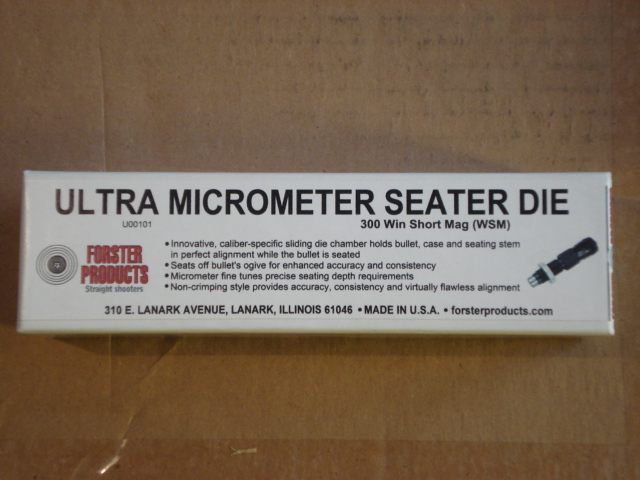 ULTRA MICROMETER SEATER DIE
U00101
300 Win Short Mag (WSM)
FORSTER
PRODUCTS
Straight shooters
• Innovative, caliber-specific sliding die chamber holds bullet, case and seating stem
in perfect alignment while the bullet is seated
• Seats off bullet's ogive for enhanced accuracy and consistency
• Micrometer fine tunes precise seating depth requirements
• Non-crimping style provides accuracy, consistency and virtually flawless alignment
310 E. LANARK AVENUE, LANARK, ILLINOIS 61046 • MADE IN U.S.A. • forsterproducts.com